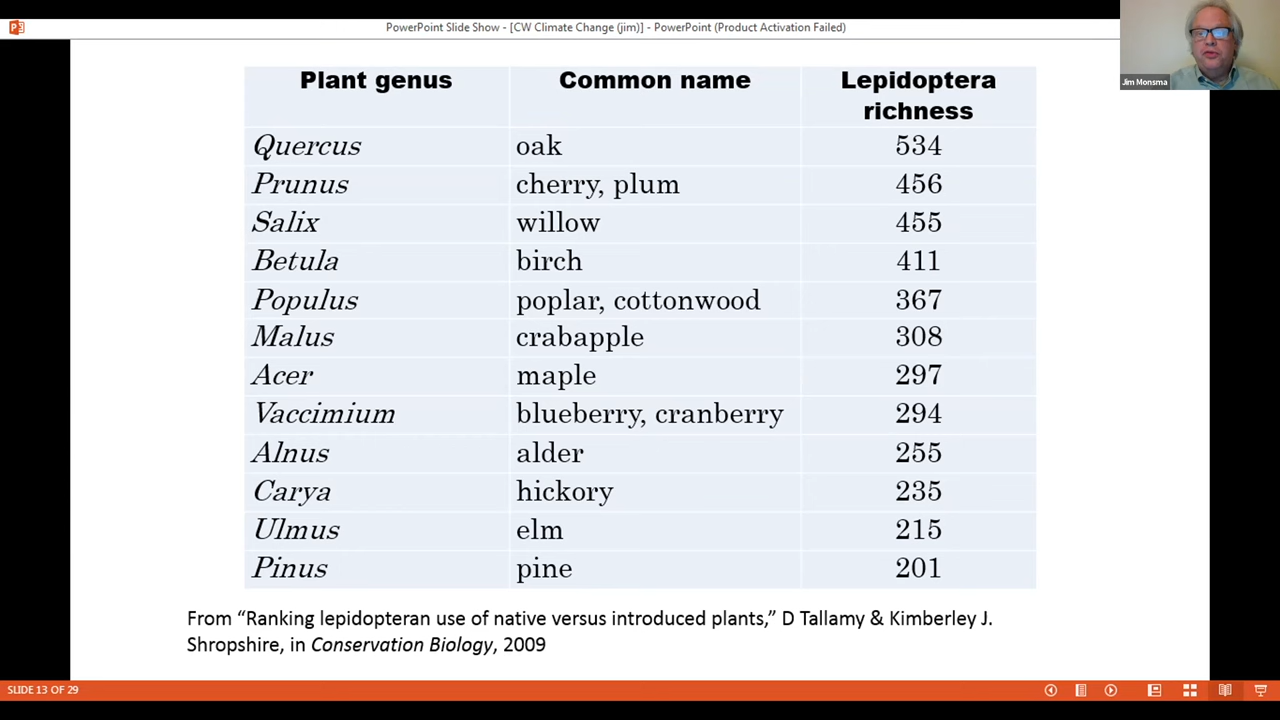 PowerPoint Slide Show - [CW Climate Change (jim)] - PowerPoint (Product Activation Failed)
Jim Monsma
Plant genus Common name Lepidoptera richness
Quercus oak 534
Prunus cherry, plum 456
Salix willow 455
Betula birch 411
Populus poplar, cottonwood 367
Malus crabapple 308
Acer maple 297
Vaccimium blueberry, cranberry 294
Alnus alder 255
Carya hickory 235
Ulmus elm 215
Pinus pine 201
From “Ranking lepidopteran use of native versus introduced plants,” D Tallamy & Kimberley J.
Shropshire, in Conservation Biology, 2009
SLIDE 13 OF 29